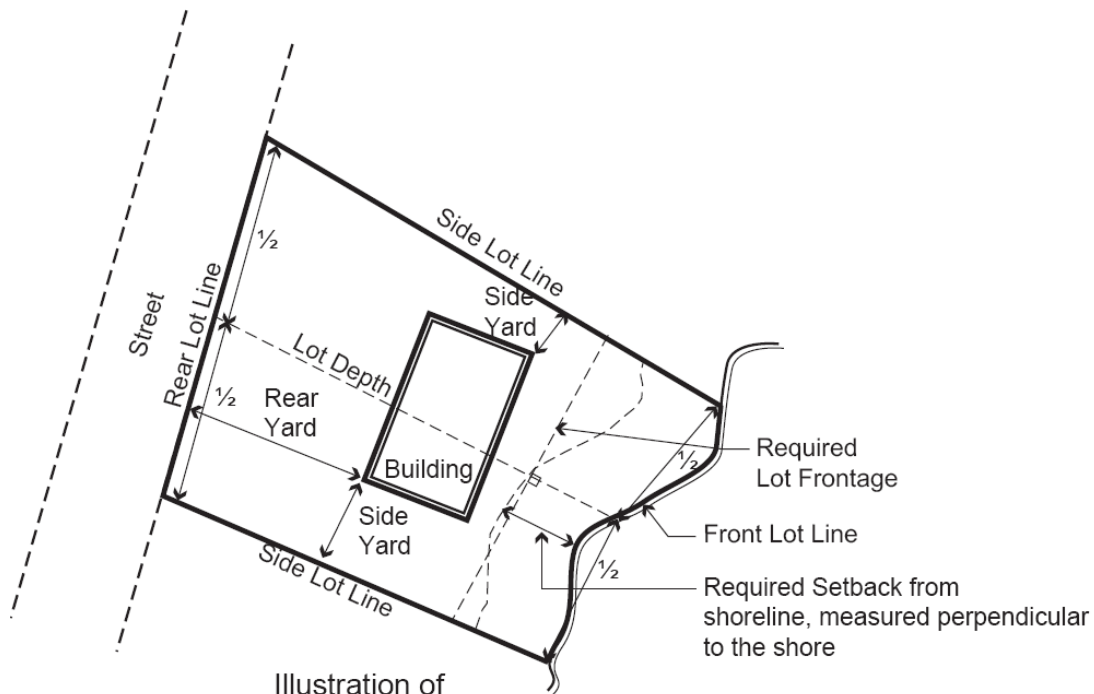 Side Lot Line
½
Side
Yard
Street
Rear Lot Line
Lot Depth
½
Rear
Yard
Building
Required
Lot Frontage
½
Side
Yard
Front Lot Line
Side Lot Line
½
Required Setback from
shoreline, measured perpendicular
to the shore
Illustration of